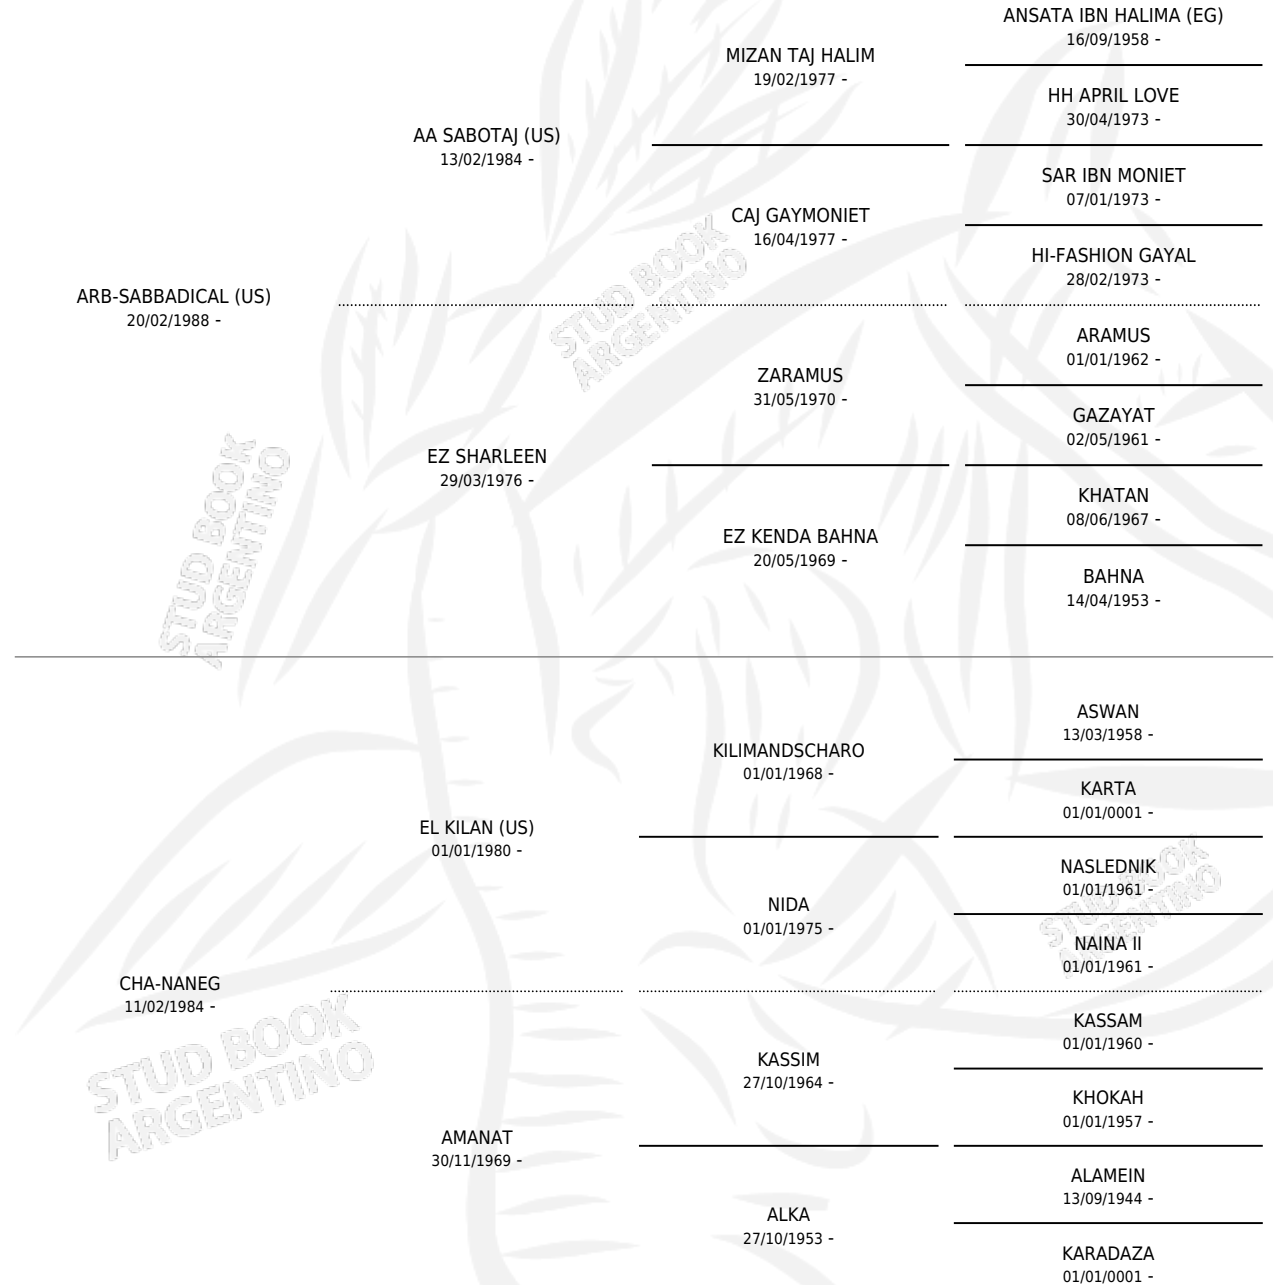 ANSATA IBN HALIMA (EG)
16/09/1958 -
MIZAN TAJ HALIM
19/02/1977 -
HH APRIL LOVE
30/04/1973 -
AA SABOTAJ (US)
13/02/1984 -
SAR IBN MONIET
07/01/1973 -
CAJ GAYMONIET
16/04/1977 -
HI-FASHION GAYAL
28/02/1973 -
ARB-SABBADICAL (US)
20/02/1988 -
ARAMUS
01/01/1962 -
ZARAMUS
31/05/1970 -
GAZAYAT
02/05/1961 -
EZ SHARLEEN
29/03/1976 -
KHATAN
08/06/1967 -
EZ KENDA BAHNA
20/05/1969 -
BAHNA
14/04/1953 -
STUD BOOK
ARGENTINO
STUD BOOK
ARGENTINO
ASWAN
13/03/1958 -
KILIMANDSCHARO
01/01/1968 -
KARTA
01/01/0001 -
EL KILAN (US)
01/01/1980 -
NASLEDNIK
01/01/1961 -
NIDA
01/01/1975 -
NAINA II
01/01/1961 -
CHA-NANEG
11/02/1984 -
KASSAM
01/01/1960 -
KASSIM
27/10/1964 -
KHOKAH
01/01/1957 -
AMANAT
30/11/1969 -
ALAMEIN
13/09/1944 -
ALKA
27/10/1953 -
KARADAZA
01/01/0001 -
STUD BOOK
ARGENTINO
STUD BOOK
ARGENTINO